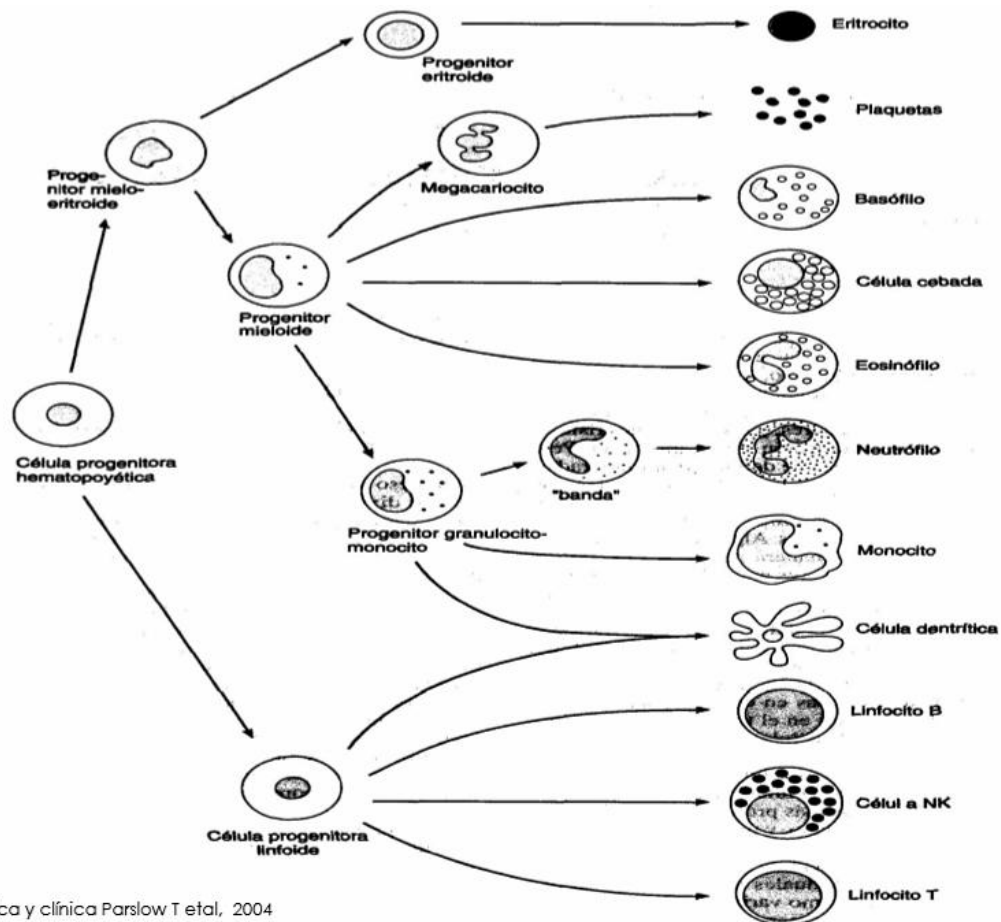 Eritrocito
Progenitor
eritroide
Plaquetas
Proge-
nitor mielo-
eritroide
Megacariocito
Basófilo
Progenitor
mieloide
Célula cebada
Eosinófilo
Célula progenitora
hematopoyética
"banda"
Neutrófilo
Progenitor granulocito-
monocito
Monocito
Célula dentrítica
Linfocito B
Célula progenitora
linfoide
Célul a NK
Linfocito T
ca y clínica Parslow T etal, 2004